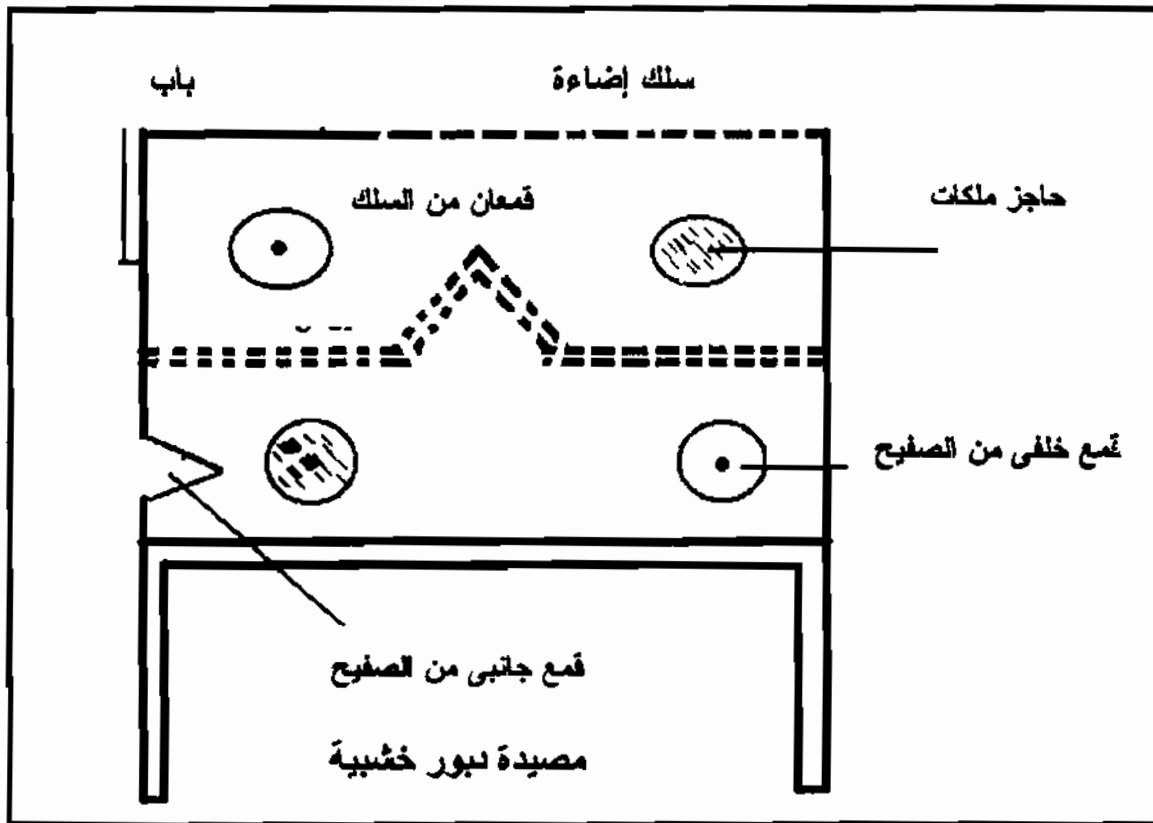 باب
سلك إضاءة
قمعان من السلك
حاجز ملكات
قمع خلفى من الصفيح
قمع جانبى من الصفيح
مصيدة دبور خشبية